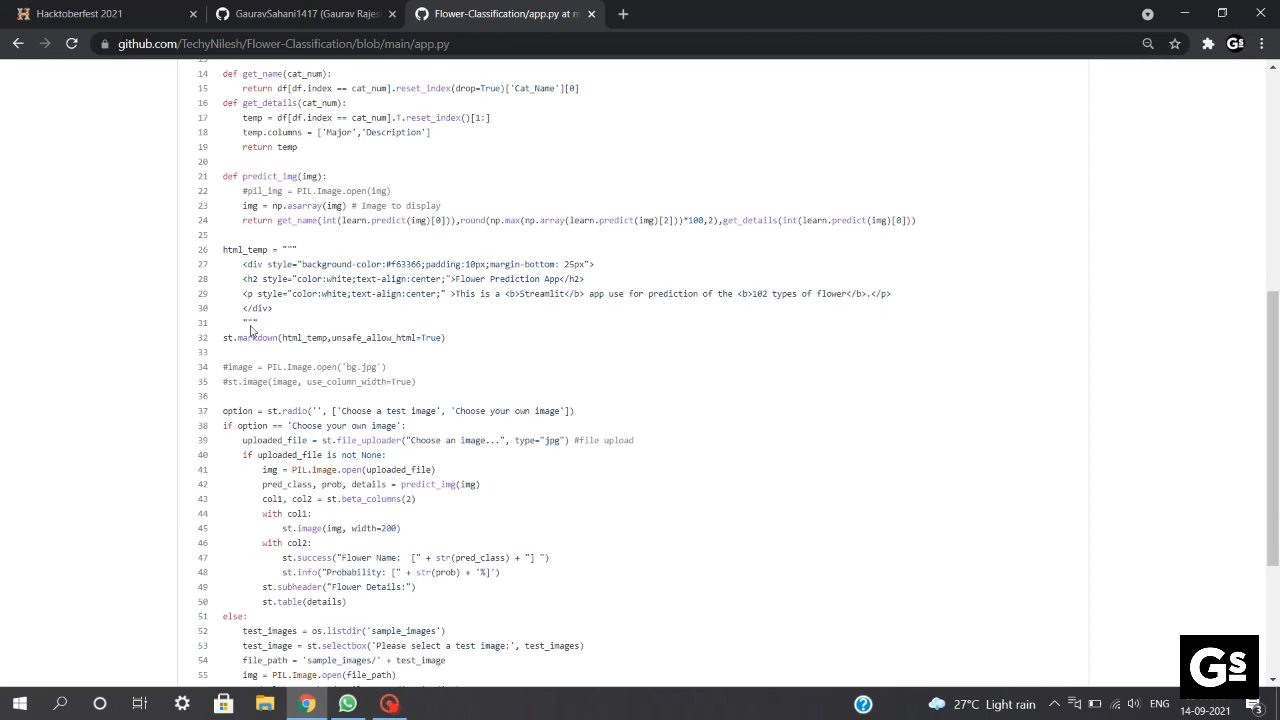 Hacktoberfest 2021
GauravSahani1417 (Gaurav Rajes
Flower-Classification/app.py at m
github.com/TechyNilesh/Flower-Classification/blob/main/app.py
14 def get_name(cat_num):
15 return df[df.index == cat_num].reset_index(drop=True)['Cat_Name'][0]
16 def get_details(cat_num):
17 temp = df[df.index == cat_num].T.reset_index()[1:]
18 temp.columns = ['Major','Description']
19 return temp
20
21 def predict_img(img):
22 #pil_img = PIL.Image.open(img)
23 img = np.asarray(img) # Image to display
24 return get_name(int(learn.predict(img)[0])),round(np.max(np.array(learn.predict(img)[2]))*100,2),get_details(int(learn.predict(img)[0]))
25
26 html_temp = """
27 <div style="background-color:#f63366;padding:10px;margin-bottom: 25px">
28 <h2 style="color:white;text-align:center;">Flower Prediction App</h2>
29 <p style="color:white;text-align:center;" >This is a <b>Streamlit</b> app use for prediction of the <b>102 types of flower</b>.</p>
30 </div>
31 """
32 st.markdown(html_temp,unsafe_allow_html=True)
33
34 #image = PIL.Image.open('bg.jpg')
35 #st.image(image, use_column_width=True)
36
37 option = st.radio('', ['Choose a test image', 'Choose your own image'])
38 if option == 'Choose your own image':
39 uploaded_file = st.file_uploader("Choose an image...", type="jpg") #file upload
40 if uploaded_file is not None:
41 img = PIL.Image.open(uploaded_file)
42 pred_class, prob, details = predict_img(img)
43 col1, col2 = st.beta_columns(2)
44 with col1:
45 st.image(img, width=200)
46 with col2:
47 st.success("Flower Name:  [" + str(pred_class) + "] ")
48 st.info("Probability: [" + str(prob) + '%]')
49 st.subheader("Flower Details:")
50 st.table(details)
51 else:
52 test_images = os.listdir('sample_images')
53 test_image = st.selectbox('Please select a test image:', test_images)
54 file_path = 'sample_images/' + test_image
55 img = PIL.Image.open(file_path)
Gs
27°C Light rain
ENG
14-09-2021
3